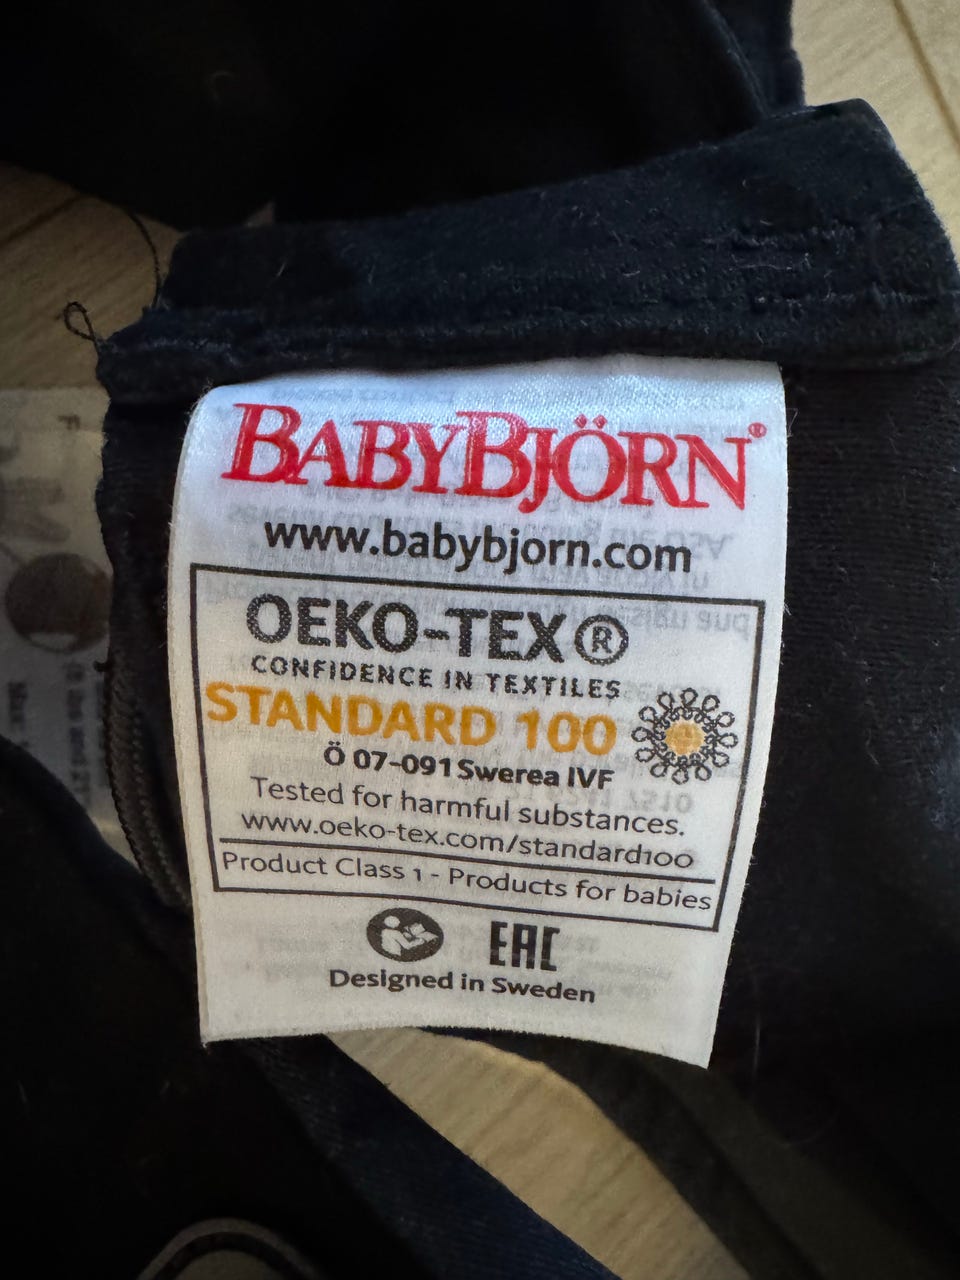 BABYBJÖRN®
www.babybjorn.com
OEKO-TEX®
CONFIDENCE IN TEXTILES
STANDARD 100
Ö 07-091 Swerea IVF
Tested for harmful substances.
www.oeko-tex.com/standard100
Product Class 1 - Products for babies
EAC
Designed in Sweden